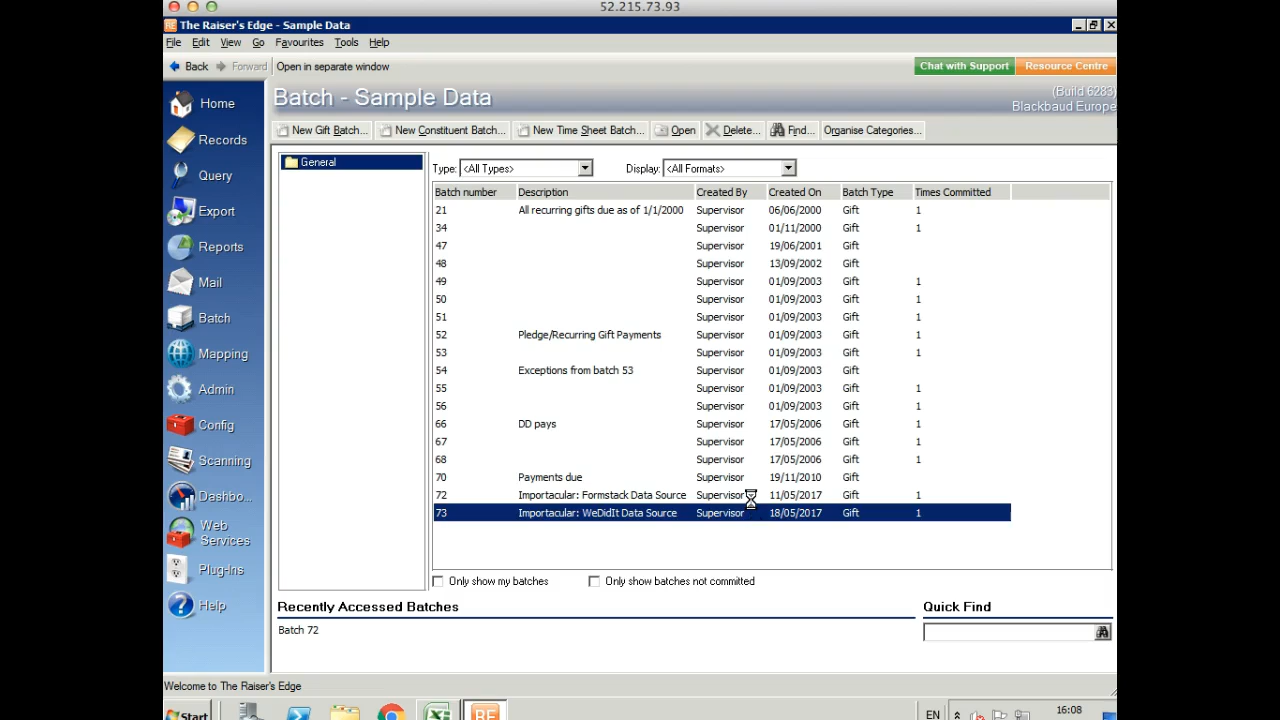 52.215.73.93
The Raiser's Edge - Sample Data
File Edit View Go Favourites Tools Help
Back Forward Open in separate window Chat with Support Resource Centre
Batch - Sample Data
(Build 6283)
Blackbaud Europe
New Gift Batch... New Constituent Batch... New Time Sheet Batch... Open Delete... Find... Organise Categories...
Home
Records
Query
Export
Reports
Mail
Batch
Mapping
Admin
Config
Scanning
Dashbo...
Web Services
Plug-Ins
Help
General
Type: <All Types> Display: <All Formats>
Batch number Description Created By Created On Batch Type Times Committed
21 All recurring gifts due as of 1/1/2000 Supervisor 06/06/2000 Gift 1
34 Supervisor 01/11/2000 Gift 1
47 Supervisor 19/06/2001 Gift
48 Supervisor 13/09/2002 Gift
49 Supervisor 01/09/2003 Gift 1
50 Supervisor 01/09/2003 Gift 1
51 Supervisor 01/09/2003 Gift 1
52 Pledge/Recurring Gift Payments Supervisor 01/09/2003 Gift 1
53 Supervisor 01/09/2003 Gift 1
54 Exceptions from batch 53 Supervisor 01/09/2003 Gift
55 Supervisor 01/09/2003 Gift 1
56 Supervisor 01/09/2003 Gift 1
66 DD pays Supervisor 17/05/2006 Gift 1
67 Supervisor 17/05/2006 Gift 1
68 Supervisor 17/05/2006 Gift 1
70 Payments due Supervisor 19/11/2010 Gift
72 Importacular: Formstack Data Source Supervisor 11/05/2017 Gift 1
73 Importacular: WeDidIt Data Source Supervisor 18/05/2017 Gift 1
Only show my batches Only show batches not committed
Recently Accessed Batches Quick Find
Batch 72
Welcome to The Raiser's Edge
Start EN 16:08